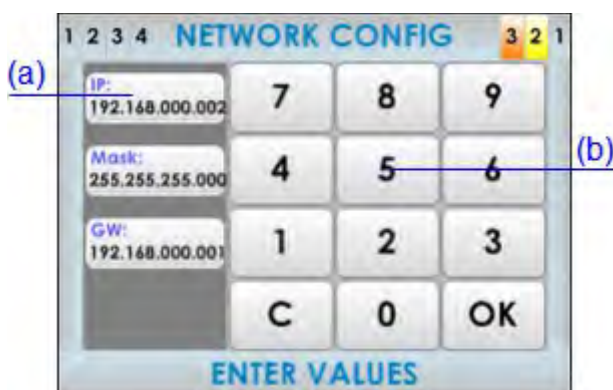 1 2 3 4 NETWORK CONFIG 3 2 1
(a)
IP:
192.168.000.002
7 8 9
Mask:
255.255.255.000
4 5 6
(b)
GW:
192.168.000.001
1 2 3
C 0 OK
ENTER VALUES